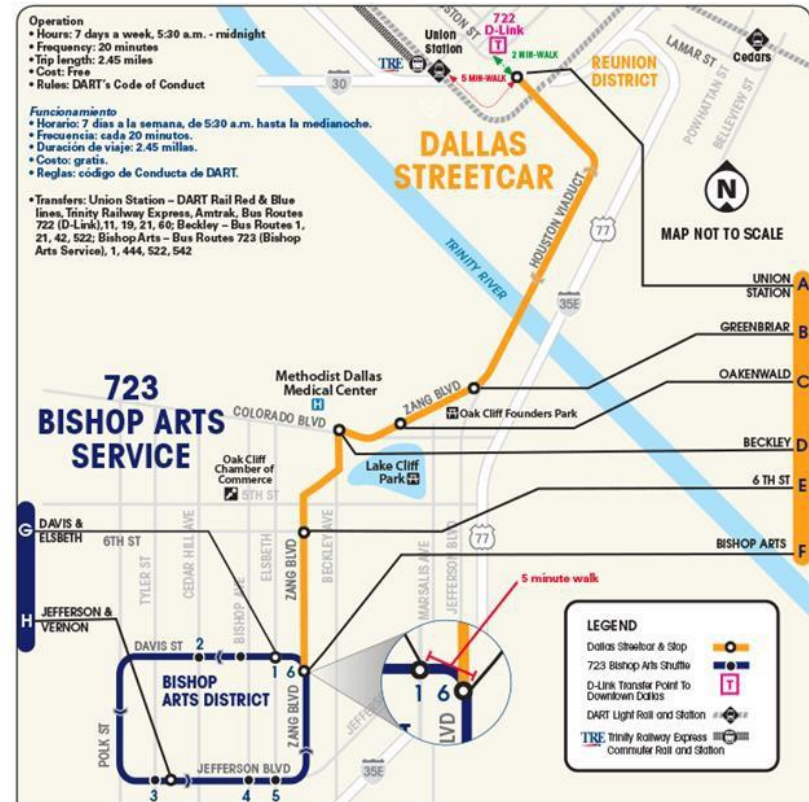 Operation
• Hours: 7 days a week, 5:30 a.m. - midnight
• Frequency: 20 minutes
• Trip length: 2.45 miles
• Cost: Free
• Rules: DART's Code of Conduct
Funcionamiento
• Horario: 7 días a la semana, de 5:30 a.m. hasta la medianoche.
• Frecuencia: cada 20 minutos.
• Duración de viaje: 2.45 millas.
• Costo: gratis.
• Reglas: código de Conducta de DART.
• Transfers: Union Station – DART Rail Red & Blue
lines, Trinity Railway Express, Amtrak, Bus Routes
722 (D-Link),11, 19, 21, 60; Beckley – Bus Routes 1,
21, 42, 522; Bishop Arts – Bus Routes 723 (Bishop
Arts Service), 1, 444, 522, 542
722
D-Link
T
Union
Station
TRE
2 MIN-WALK
5 MIN-WALK
30
REUNION
DISTRICT
LAMAR ST
Cedars
POWHATTAN ST
BELLEVIEW ST
DALLAS
STREETCAR
N
MAP NOT TO SCALE
HOUSTON VIADUCT
77
TRINITY RIVER
35E
UNION
STATION
A
GREENBRIAR
B
OAKENWALD
C
BECKLEY
D
6 TH ST
E
BISHOP ARTS
F
723
BISHOP ARTS
SERVICE
Methodist Dallas
Medical Center
H
COLORADO BLVD
ZANG BLVD
Oak Cliff Founders Park
Lake Cliff
Park
Oak Cliff
Chamber of
Commerce
5TH ST
77
G
DAVIS &
ELSBETH
6TH ST
TYLER ST
CEDAR HILL AVE
BISHOP AVE
ELSBETH
ZANG BLVD
BECKLEY AVE
MARSALIS AVE
JEFFERSON BLVD
5 minute walk
H
JEFFERSON &
VERNON
DAVIS ST
2
1
6
BISHOP
ARTS DISTRICT
ZANG BLVD
POLK ST
JEFFERSON BLVD
3
4
5
1
6
LVD
35E
LEGEND
Dallas Streetcar & Stop
723 Bishop Arts Shuttle
D-Link Transfer Point To
Downtown Dallas
T
DART Light Rail and Station
TRE Trinity Railway Express
Commuter Rail and Station